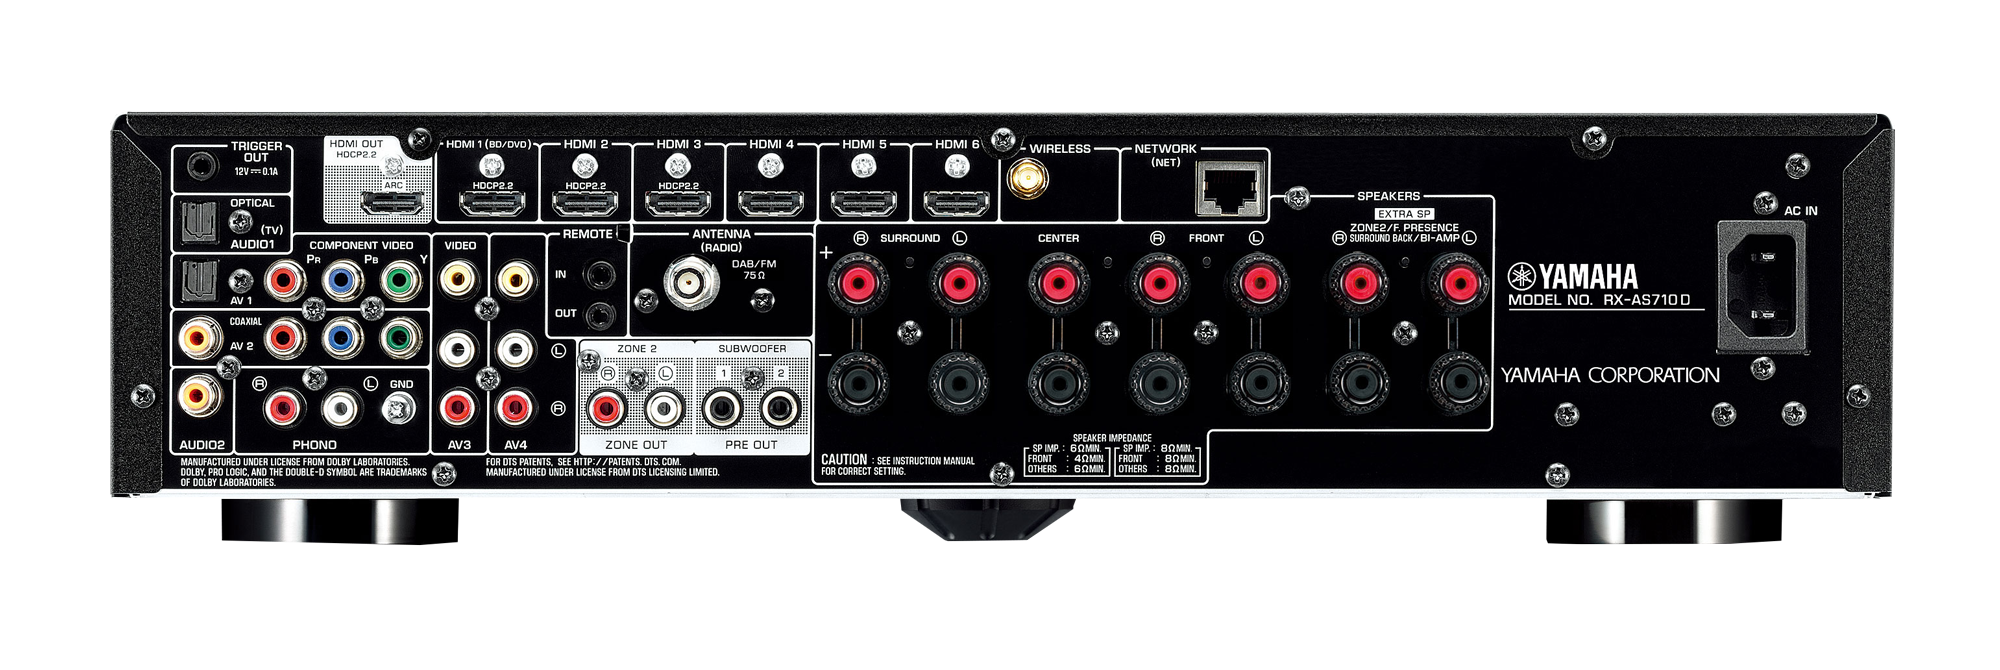 TRIGGER
OUT
12V 0.1A
HDMI OUT
HDCP2.2
ARC
HDMI 1 (BD/DVD)
HDCP2.2
HDMI 2
HDCP2.2
HDMI 3
HDCP2.2
HDMI 4
HDMI 5
HDMI 6
WIRELESS
NETWORK
(NET)
OPTICAL
(TV)
AUDIO1
AV 1
COAXIAL
AV 2
AUDIO2
COMPONENT VIDEO
PR PB Y
R L GND
PHONO
VIDEO
L
R
AV3 AV4
REMOTE
IN
OUT
ANTENNA
(RADIO)
DAB/FM
75Ω
ZONE 2
R L
ZONE OUT
SUBWOOFER
1 2
PRE OUT
SPEAKERS
EXTRA SP
ZONE2/F. PRESENCE
R SURROUND BACK/BI-AMP L
R SURROUND L
CENTER
R FRONT L
+
−
CAUTION : SEE INSTRUCTION MANUAL
FOR CORRECT SETTING.
SPEAKER IMPEDANCE
SP IMP. : 6ΩMIN.
FRONT : 4ΩMIN.
OTHERS : 6ΩMIN.
SP IMP. : 8ΩMIN.
FRONT : 8ΩMIN.
OTHERS : 8ΩMIN.
AC IN
YAMAHA
MODEL NO. RX-AS710D
YAMAHA CORPORATION
MANUFACTURED UNDER LICENSE FROM DOLBY LABORATORIES.
DOLBY, PRO LOGIC, AND THE DOUBLE-D SYMBOL ARE TRADEMARKS
OF DOLBY LABORATORIES.
FOR DTS PATENTS, SEE HTTP://PATENTS. DTS. COM.
MANUFACTURED UNDER LICENSE FROM DTS LICENSING LIMITED.